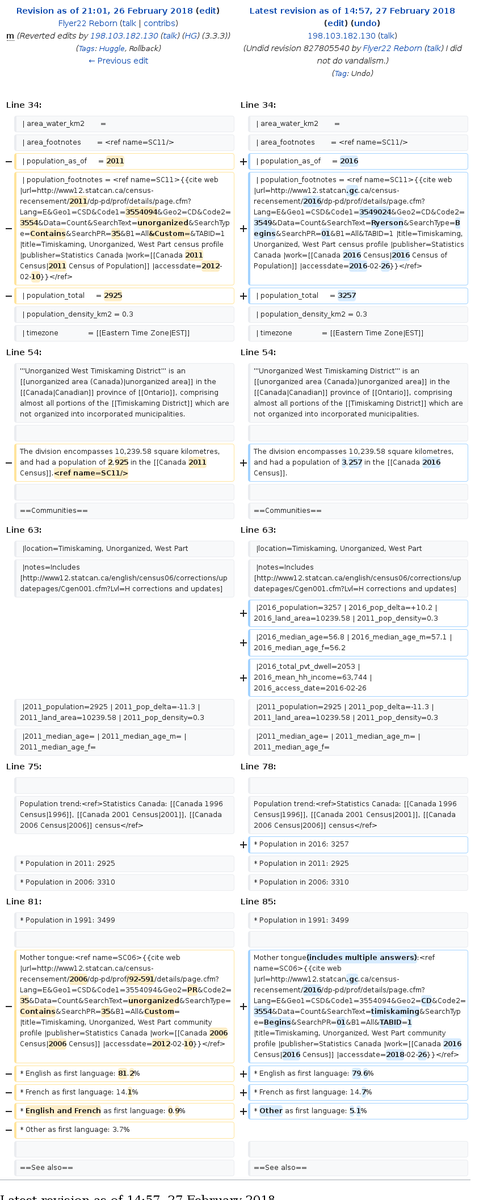 Revision as of 21:01, 26 February 2018 (edit)
Flyer22 Reborn (talk | contribs)
m (Reverted edits by 198.103.182.130 (talk) (HG) (3.3.3))
(Tags: Huggle, Rollback)
← Previous edit
Latest revision as of 14:57, 27 February 2018
(edit) (undo)
198.103.182.130 (talk)
(Undid revision 827805540 by Flyer22 Reborn (talk) I did
not do vandalism.)
(Tag: Undo)
Line 34:
| area_water_km2 =
| area_footnotes = <ref name=SC11/>
− | population_as_of = 2011
− | population_footnotes = <ref name=SC11>{{cite web
|url=http://www12.statcan.ca/census-
recensement/2011/dp-pd/prof/details/page.cfm?
Lang=E&Geo1=CSD&Code1=3554094&Geo2=CD&Code2=
3554&Data=Count&SearchText=unorganized&SearchTyp
e=Contains&SearchPR=35&B1=All&Custom=&TABID=1
|title=Timiskaming, Unorganized, West Part census profile
|publisher=Statistics Canada |work=[[Canada 2011
Census|2011 Census of Population]] |accessdate=2012-
02-10}}</ref>
− | population_total = 2925
| population_density_km2 = 0.3
| timezone = [[Eastern Time Zone|EST]]
Line 34:
| area_water_km2 =
| area_footnotes = <ref name=SC11/>
+ | population_as_of = 2016
+ | population_footnotes = <ref name=SC11>{{cite web
|url=http://www12.statcan.gc.ca/census-
recensement/2016/dp-pd/prof/details/page.cfm?
Lang=E&Geo1=CSD&Code1=3549024&Geo2=CD&Code2=
3549&Data=Count&SearchText=Ryerson&SearchType=B
egins&SearchPR=01&B1=All&TABID=1 |title=Timiskaming,
Unorganized, West Part census profile |publisher=Statistics
Canada |work=[[Canada 2016 Census|2016 Census of
Population]] |accessdate=2016-02-26}}</ref>
+ | population_total = 3257
| population_density_km2 = 0.3
| timezone = [[Eastern Time Zone|EST]]
Line 54:
'''Unorganized West Timiskaming District''' is an
[[unorganized area (Canada)|unorganized area]] in the
[[Canada|Canadian]] province of [[Ontario]], comprising
almost all portions of the [[Timiskaming District]] which are
not organized into incorporated municipalities.
− The division encompasses 10,239.58 square kilometres,
and had a population of 2.925 in the [[Canada 2011
Census]].<ref name=SC11/>
==Communities==
Line 54:
'''Unorganized West Timiskaming District''' is an
[[unorganized area (Canada)|unorganized area]] in the
[[Canada|Canadian]] province of [[Ontario]], comprising
almost all portions of the [[Timiskaming District]] which are
not organized into incorporated municipalities.
+ The division encompasses 10,239.58 square kilometres,
and had a population of 3.257 in the [[Canada 2016
Census]].
==Communities==
Line 63:
|location=Timiskaming, Unorganized, West Part
|notes=Includes
[http://www12.statcan.ca/english/census06/corrections/up
datepages/Cgen001.cfm?Lvl=H corrections and updates]
|2011_population=2925 | 2011_pop_delta=-11.3 |
2011_land_area=10239.58 | 2011_pop_density=0.3
|2011_median_age= | 2011_median_age_m= |
2011_median_age_f=
Line 63:
|location=Timiskaming, Unorganized, West Part
|notes=Includes
[http://www12.statcan.ca/english/census06/corrections/up
datepages/Cgen001.cfm?Lvl=H corrections and updates]
+ |2016_population=3257 | 2016_pop_delta=+10.2 |
2016_land_area=10239.58 | 2011_pop_density=0.3
+ |2016_median_age=56.8 | 2016_median_age_m=57.1 |
2016_median_age_f=56.2
+ |2016_total_pvt_dwell=2053 |
2016_mean_hh_income=63,744 |
2016_access_date=2016-02-26
|2011_population=2925 | 2011_pop_delta=-11.3 |
2011_land_area=10239.58 | 2011_pop_density=0.3
|2011_median_age= | 2011_median_age_m= |
2011_median_age_f=
Line 75:
Population trend:<ref>Statistics Canada: [[Canada 1996
Census|1996]], [[Canada 2001 Census|2001]], [[Canada
2006 Census|2006]] census</ref>
* Population in 2011: 2925
* Population in 2006: 3310
Line 78:
Population trend:<ref>Statistics Canada: [[Canada 1996
Census|1996]], [[Canada 2001 Census|2001]], [[Canada
2006 Census|2006]] census</ref>
+ * Population in 2016: 3257
* Population in 2011: 2925
* Population in 2006: 3310
Line 81:
* Population in 1991: 3499
− Mother tongue:<ref name=SC06>{{cite web
|url=http://www12.statcan.ca/census-
recensement/2006/dp-pd/prof/92-591/details/page.cfm?
Lang=E&Geo1=CSD&Code1=3554094&Geo2=PR&Code2=
35&Data=Count&SearchText=unorganized&SearchType=
Contains&SearchPR=35&B1=All&Custom=
|title=Timiskaming, Unorganized, West Part community
profile |publisher=Statistics Canada |work=[[Canada 2006
Census|2006 Census]] |accessdate=2012-02-10}}</ref>
− * English as first language: 81.2%
− * French as first language: 14.1%
− * English and French as first language: 0.9%
− * Other as first language: 3.7%
==See also==
Line 85:
* Population in 1991: 3499
+ Mother tongue(includes multiple answers):<ref
name=SC06>{{cite web
|url=http://www12.statcan.gc.ca/census-
recensement/2016/dp-pd/prof/details/page.cfm?
Lang=E&Geo1=CSD&Code1=3554094&Geo2=CD&Code2=
3554&Data=Count&SearchText=timiskaming&SearchTyp
e=Begins&SearchPR=01&B1=All&TABID=1
|title=Timiskaming, Unorganized, West Part community
profile |publisher=Statistics Canada |work=[[Canada 2016
Census|2016 Census]] |accessdate=2018-02-26}}</ref>
+ * English as first language: 79.6%
+ * French as first language: 14.7%
+ * Other as first language: 5.1%
==See also==
Latest revision as of 14:57, 27 February 2018